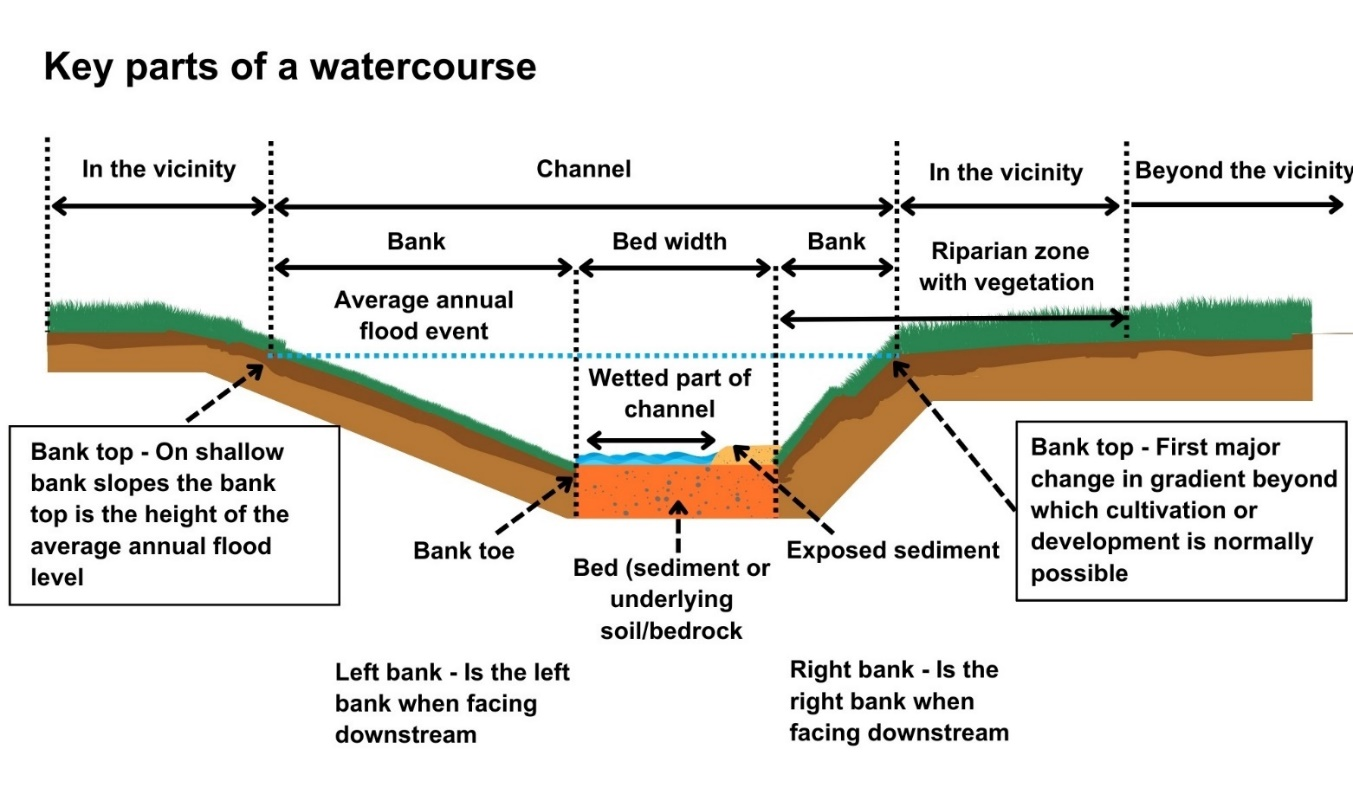 Key parts of a watercourse
In the vicinity
Channel
In the vicinity
Beyond the vicinity
Bank
Bed width
Bank
Riparian zone
with vegetation
Average annual
flood event
Wetted part of
channel
Bank top - On shallow
bank slopes the bank
top is the height of the
average annual flood
level
Bank top - First major
change in gradient beyond
which cultivation or
development is normally
possible
Bank toe
Exposed sediment
Bed (sediment or
underlying
soil/bedrock
Left bank - Is the left
bank when facing
downstream
Right bank - Is the
right bank when
facing downstream